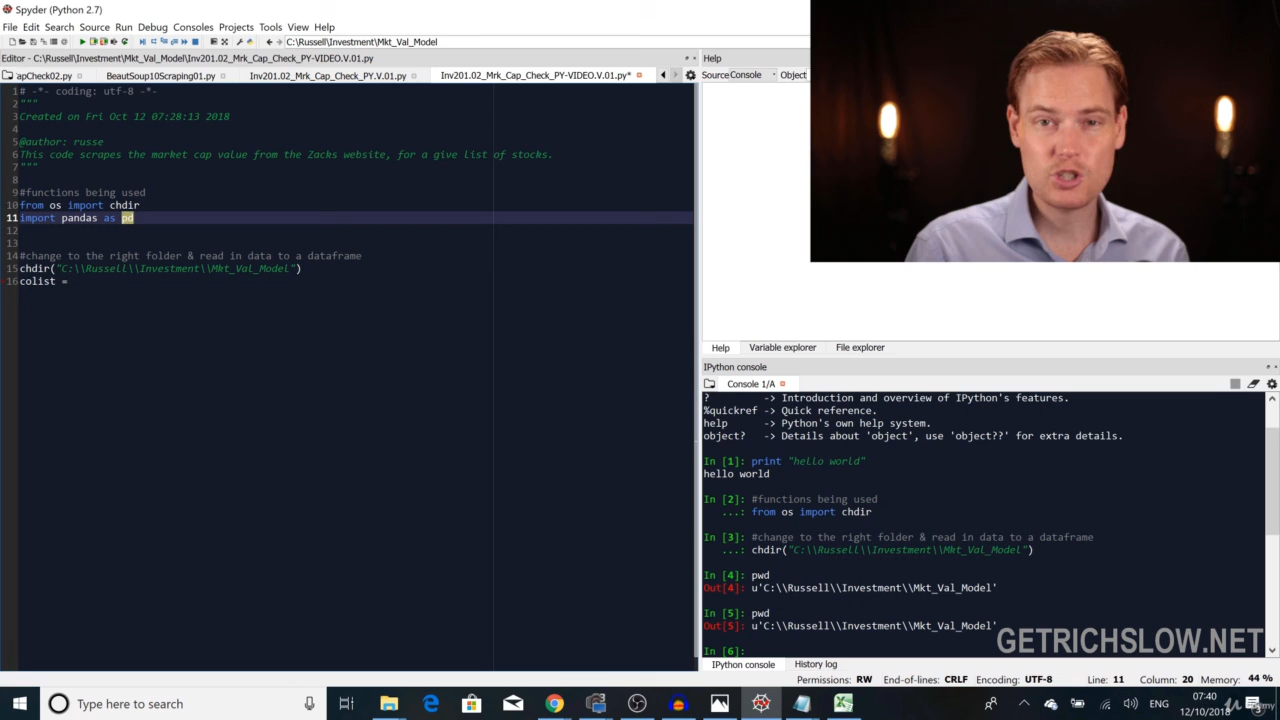 Spyder (Python 2.7)
File Edit Search Source Run Debug Consoles Projects Tools View Help
C:\Russell\Investment\Mkt_Val_Model
Editor - C:\Russell\Investment\Mkt_Val_Model\Inv201.02_Mrk_Cap_Check_PY-VIDEO.V.01.py
apCheck02.py BeautSoup10Scraping01.py Inv201.02_Mrk_Cap_Check_PY.V.01.py Inv201.02_Mrk_Cap_Check_PY-VIDEO.V.01.py*
1 # -*- coding: utf-8 -*-
2 """
3 Created on Fri Oct 12 07:28:13 2018
4
5 @author: russe
6 This code scrapes the market cap value from the Zacks website, for a give list of stocks.
7 """
8
9 #functions being used
10 from os import chdir
11 import pandas as pd
12
13
14 #change to the right folder & read in data to a dataframe
15 chdir("C:\\Russell\\Investment\\Mkt_Val_Model")
16 colist =
Help
Source Console Object
Help Variable explorer File explorer
IPython console
Console 1/A
? -> Introduction and overview of IPython's features.
%quickref -> Quick reference.
help -> Python's own help system.
object? -> Details about 'object', use 'object??' for extra details.
In [1]: print "hello world"
hello world
In [2]: #functions being used
...: from os import chdir
In [3]: #change to the right folder & read in data to a dataframe
...: chdir("C:\\Russell\\Investment\\Mkt_Val_Model")
In [4]: pwd
Out[4]: u'C:\\Russell\\Investment\\Mkt_Val_Model'
In [5]: pwd
Out[5]: u'C:\\Russell\\Investment\\Mkt_Val_Model'
In [6]:
GETRICHSLOW.NET
IPython console History log
Permissions: RW End-of-lines: CRLF Encoding: UTF-8 Line: 11 Column: 20 Memory: 44 %
Type here to search
ENG
07:40
12/10/2018